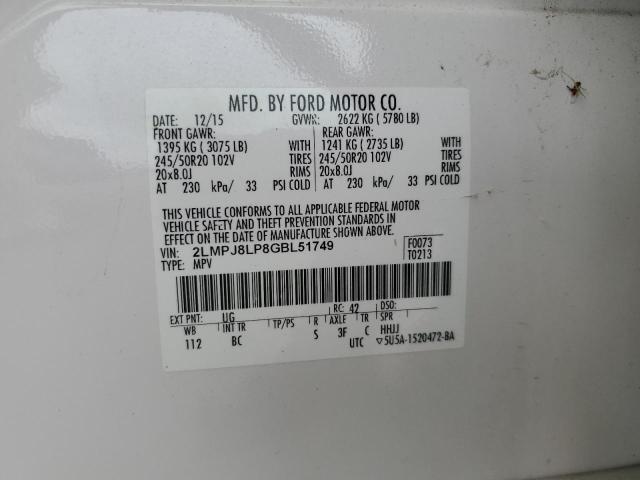 MFD. BY FORD MOTOR CO.
DATE: 12/15 GVWR: 2622 KG ( 5780 LB)
FRONT GAWR: REAR GAWR:
1395 KG ( 3075 LB) WITH 1241 KG ( 2735 LB) WITH
245/50R20 102V TIRES 245/50R20 102V TIRES
20x8.0J RIMS 20x8.0J RIMS
AT 230 kPa/ 33 PSI COLD AT 230 kPa/ 33 PSI COLD
THIS VEHICLE CONFORMS TO ALL APPLICABLE FEDERAL MOTOR
VEHICLE SAFETY AND THEFT PREVENTION STANDARDS IN
EFFECT ON THE DATE OF MANUFACTURE SHOWN ABOVE.
VIN: 2LMPJ8LP8GBL51749 F0073
TYPE: MPV T0213
EXT PNT: UG RC: 42 DSO:
WB INT TR TP/PS R AXLE TR SPR
112 BC S 3F C HHJJ
UTC ▽5U5A-1520472-BA